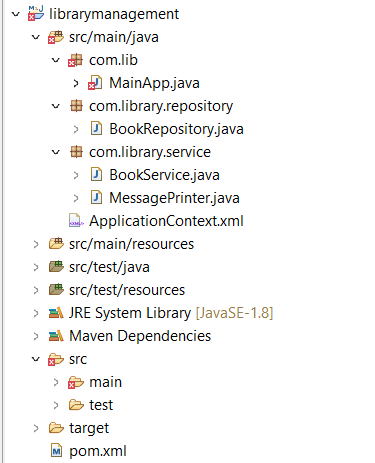 librarymanagement
src/main/java
com.lib
MainApp.java
com.library.repository
BookRepository.java
com.library.service
BookService.java
MessagePrinter.java
ApplicationContext.xml
src/main/resources
src/test/java
src/test/resources
JRE System Library [JavaSE-1.8]
Maven Dependencies
src
main
test
target
pom.xml